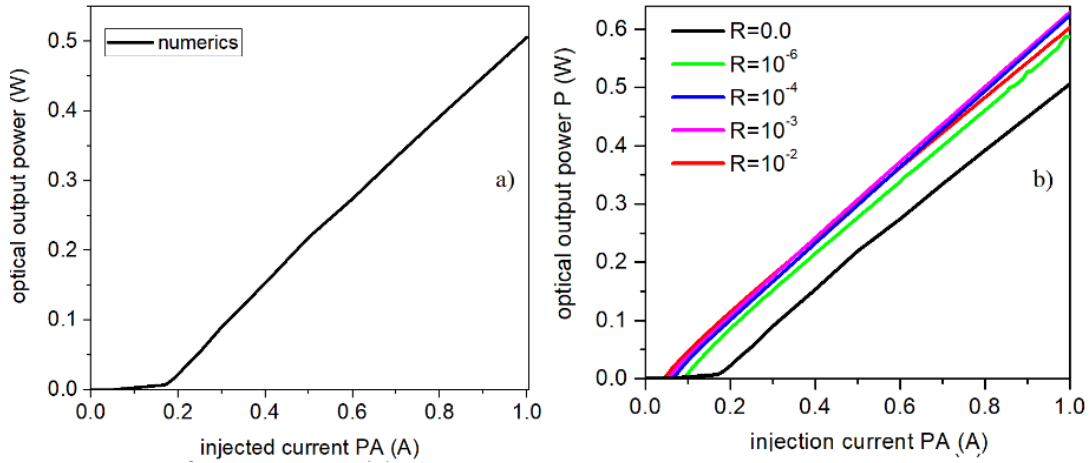 numerics
a)
optical output power (W)
0.5
0.4
0.3
0.2
0.1
0.0
0.0 0.2 0.4 0.6 0.8 1.0
injected current PA (A)
R=0.0
R=10⁻⁶
R=10⁻⁴
R=10⁻³
R=10⁻²
b)
optical output power P (W)
0.6
0.5
0.4
0.3
0.2
0.1
0.0
0.0 0.2 0.4 0.6 0.8 1.0
injection current PA (A)